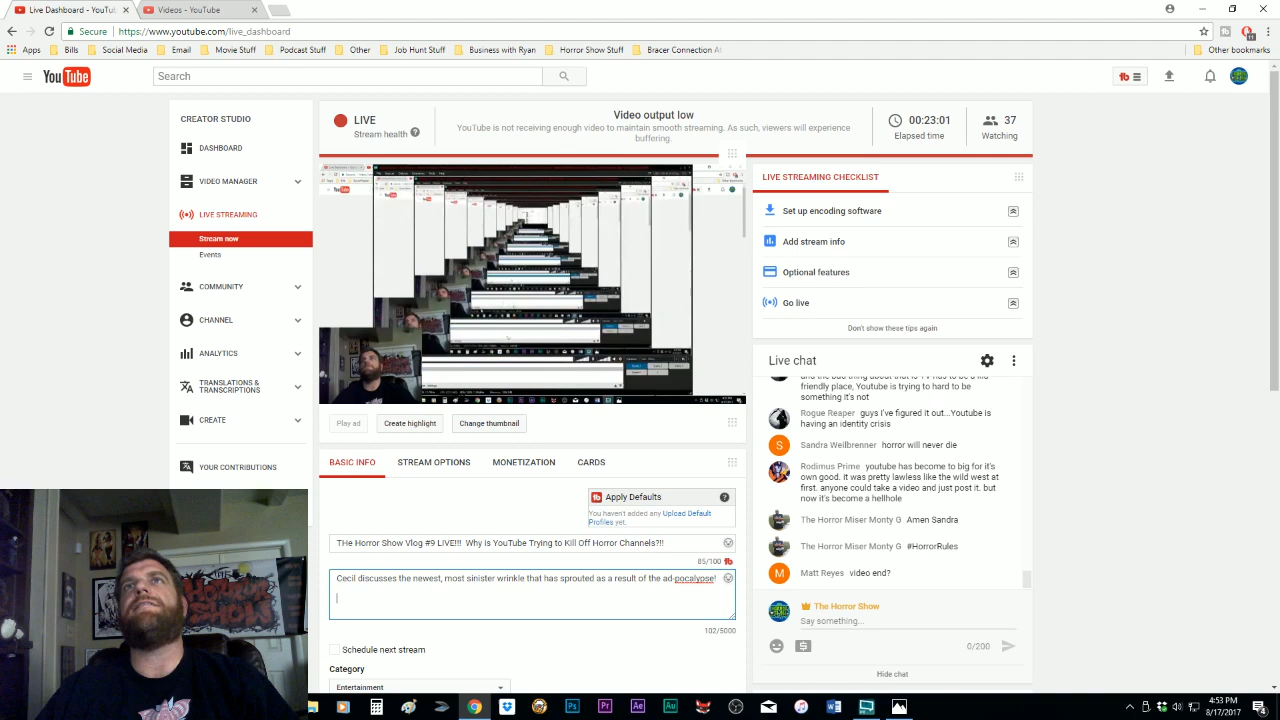 Live Dashboard - YouTu
Videos - YouTube
Secure
https://www.youtube.com/live_dashboard
Apps
Bills
Social Media
Email
Movie Stuff
Podcast Stuff
Other
Job Hunt Stuff
Business with Ryan
Horror Show Stuff
Bracer Connection At
Other bookmarks
YouTube
Search
CREATOR STUDIO
DASHBOARD
VIDEO MANAGER
LIVE STREAMING
Stream now
Events
COMMUNITY
CHANNEL
ANALYTICS
TRANSLATIONS &
TRANSCRIPTIONS
CREATE
YOUR CONTRIBUTIONS
LIVE
Stream health
Video output low
YouTube is not receiving enough video to maintain smooth streaming. As such, viewers will experience
buffering.
00:23:01
Elapsed time
37
Watching
Play ad
Create highlight
Change thumbnail
BASIC INFO
STREAM OPTIONS
MONETIZATION
CARDS
Apply Defaults
You haven't added any Upload Default
Profiles yet.
THe Horror Show Vlog #9 LIVE!!! Why is YouTube Trying to Kill Off Horror Channels?!!
85/100
Cecil discusses the newest, most sinister wrinkle that has sprouted as a result of the ad-pocalypse!
102/5000
Schedule next stream
Category
Entertainment
LIVE STREAMING CHECKLIST
Set up encoding software
Add stream info
Optional features
Go live
Don't show these tips again
Live chat
friendly place, Youtube is trying to hard to be
something it's not
Rogue Reaper guys I've figured it out...Youtube is
having an identity crisis
Sandra Weilbrenner horror will never die
Rodimus Prime youtube has become to big for it's
own good. it was pretty lawless like the wild west at
first. anyone could take a video and just post it. but
now it's become a hellhole
The Horror Miser Monty G Amen Sandra
The Horror Miser Monty G #HorrorRules
Matt Reyes video end?
The Horror Show
Say something...
0/200
Hide chat
4:53 PM
8/17/2017